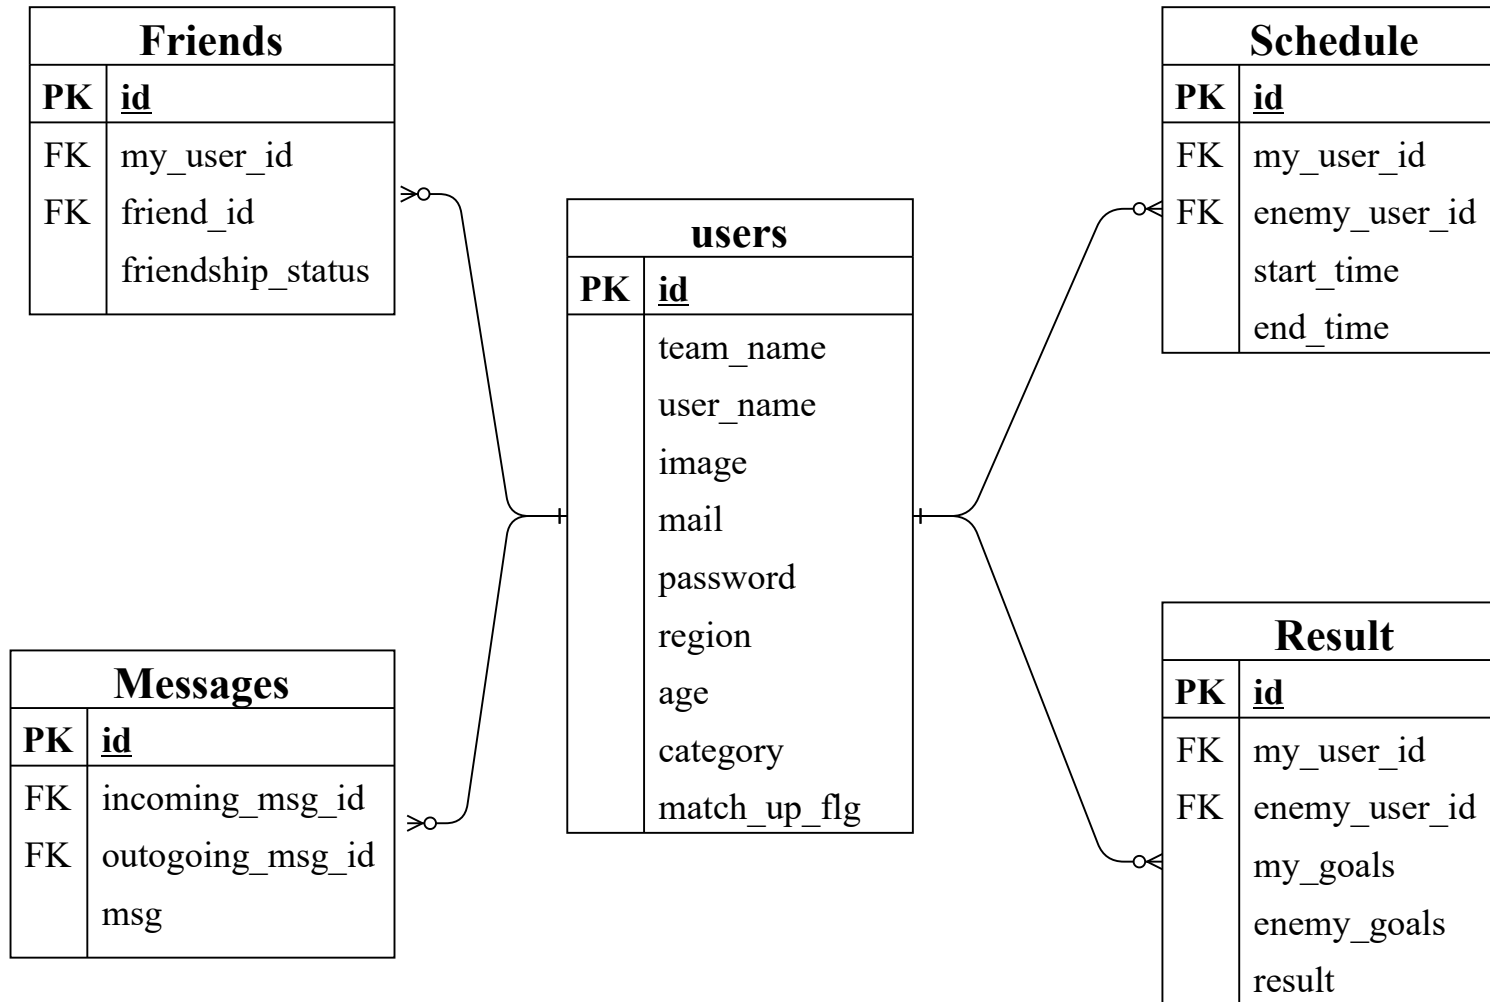 Friends
PK id
FK my_user_id
FK friend_id
friendship_status
users
PK id
team_name
user_name
image
mail
password
region
age
category
match_up_flg
Schedule
PK id
FK my_user_id
FK enemy_user_id
start_time
end_time
Messages
PK id
FK incoming_msg_id
FK outogoing_msg_id
msg
Result
PK id
FK my_user_id
FK enemy_user_id
my_goals
enemy_goals
result